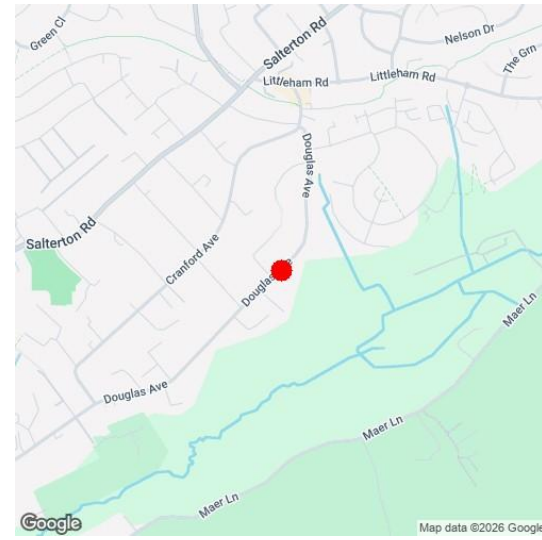 Green Cl
Salterton Rd
Nelson Dr
The Grn
Littleham Rd
Littleham Rd
Douglas Ave
Salterton Rd
Cranford Ave
Douglas Ave
Maer Ln
Douglas Ave
Maer Ln
Maer Ln
Google
Map data ©2026 Google